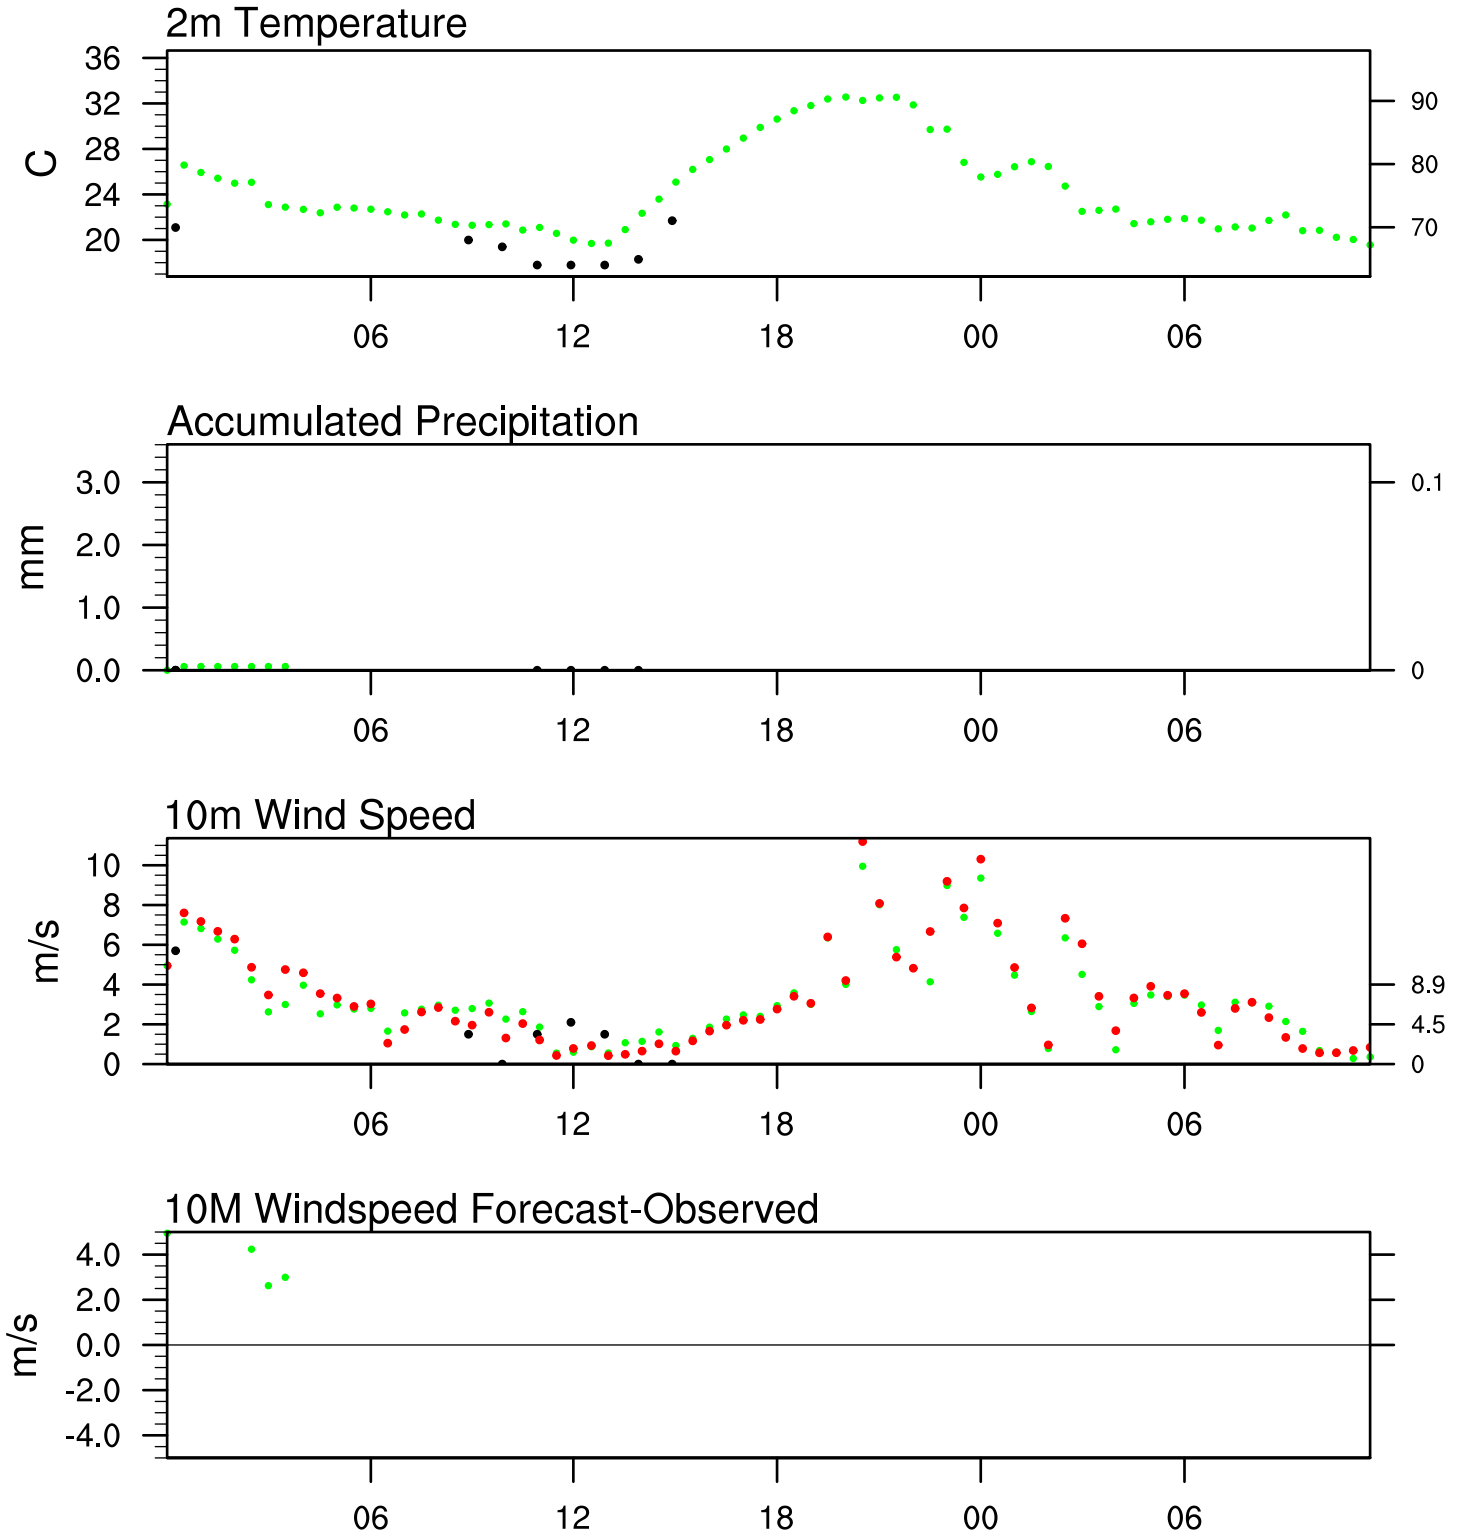 2m Temperature
36
32
28
24
20
C
90
80
70
06 12 18 00 06
Accumulated Precipitation
3.0
2.0
1.0
0.0
mm
0.1
0
06 12 18 00 06
10m Wind Speed
10
8
6
4
2
0
m/s
8.9
4.5
0
06 12 18 00 06
10M Windspeed Forecast-Observed
4.0
2.0
0.0
-2.0
-4.0
m/s
06 12 18 00 06